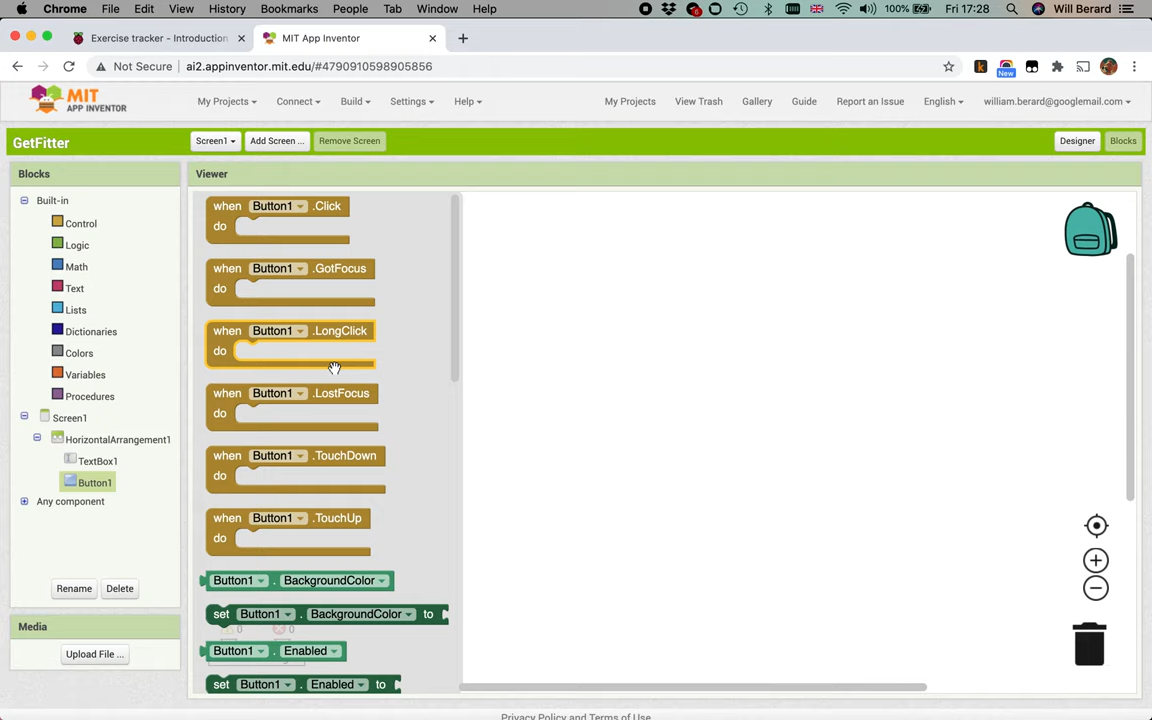 Chrome File Edit View History Bookmarks People Tab Window Help 6 100% Fri 17:28 Will Berard
Exercise tracker - Introduction MIT App Inventor
Not Secure ai2.appinventor.mit.edu/#4790910598905856 New
MIT
APP INVENTOR
My Projects Connect Build Settings Help My Projects View Trash Gallery Guide Report an Issue English william.berard@googlemail.com
GetFitter Screen1 Add Screen ... Remove Screen Designer Blocks
Blocks Viewer
Built-in
Control
Logic
Math
Text
Lists
Dictionaries
Colors
Variables
Procedures
Screen1
HorizontalArrangement1
TextBox1
Button1
Any component
Rename Delete
Media
Upload File ...
when Button1 .Click
do
when Button1 .GotFocus
do
when Button1 .LongClick
do
when Button1 .LostFocus
do
when Button1 .TouchDown
do
when Button1 .TouchUp
do
Button1 . BackgroundColor
set Button1 . BackgroundColor to
0 0
Button1 . Enabled
set Button1 . Enabled to
Privacy Policy and Terms of Use